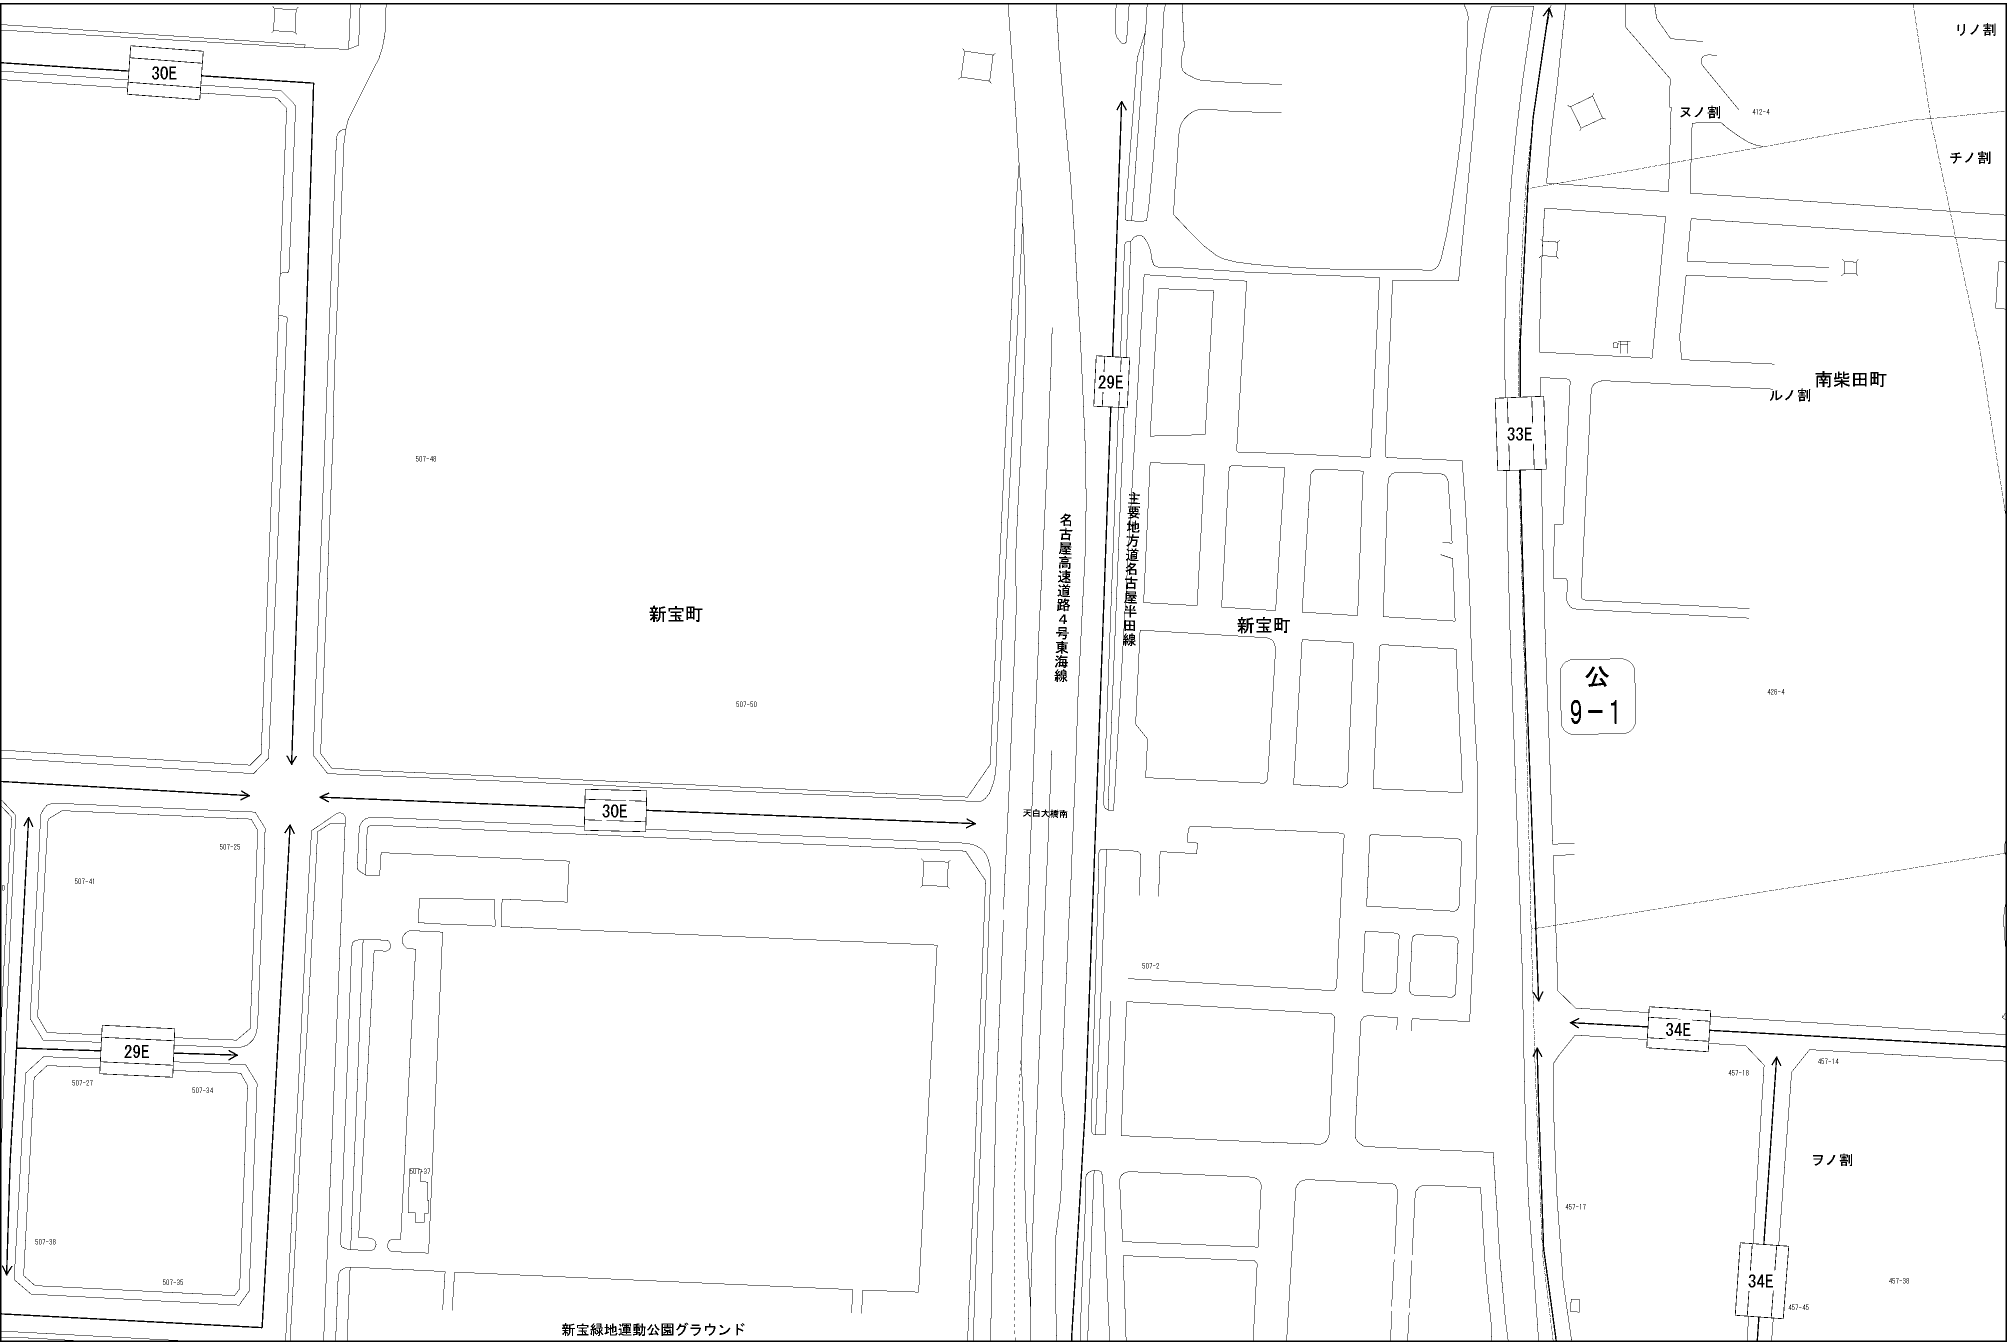 リノ割
30E
ヌノ割
412-4
チノ割
29E
南柴田町
ルノ割
33E
507-48
主要地方道名古屋半田線
名古屋高速道路4号東海線
新宝町
新宝町
公
9-1
426-4
507-50
30E
天白大橋南
507-25
507-41
507-2
34E
29E
457-14
457-18
507-27
507-34
ヲノ割
507-37
457-17
507-38
507-35
34E
457-38
457-45
新宝緑地運動公園グラウンド